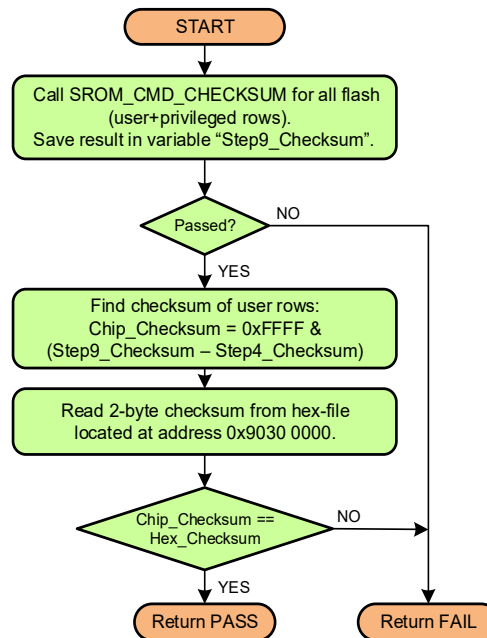 START
Call SROM_CMD_CHECKSUM for all flash
(user+privileged rows).
Save result in variable “Step9_Checksum”.
Passed?
NO
YES
Find checksum of user rows:
Chip_Checksum = 0xFFFF &
(Step9_Checksum – Step4_Checksum)
Read 2-byte checksum from hex-file
located at address 0x9030 0000.
Chip_Checksum ==
Hex_Checksum
NO
YES
Return PASS
Return FAIL